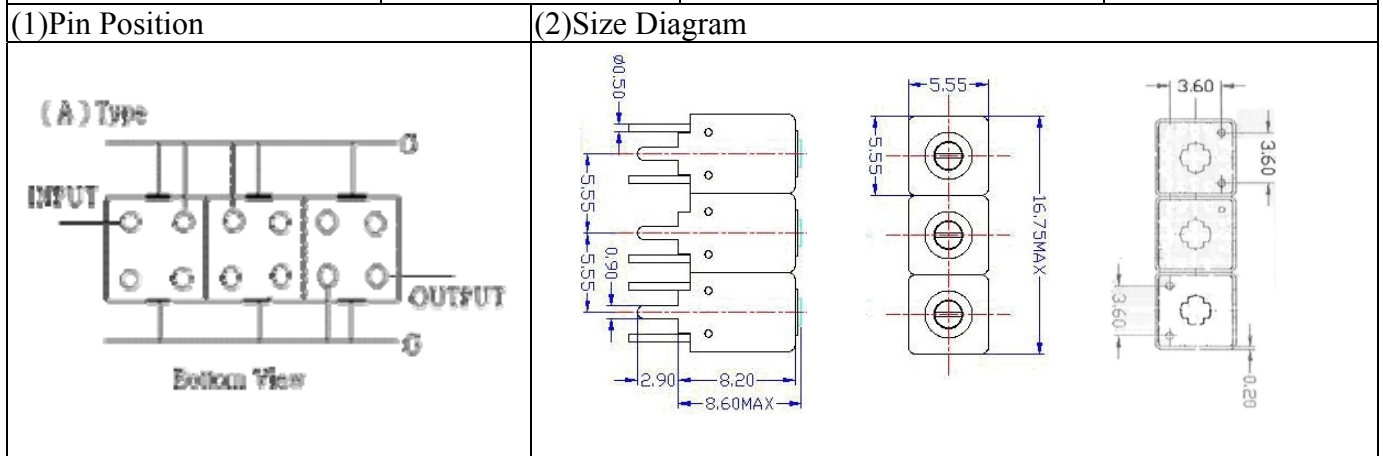 (1)Pin Position
(2)Size Diagram
(A) Type
G
INPUT
OUTPUT
G
Bottom View
ø0.50
5.55
5.55
0.90
2.90
8.20
8.60MAX
5.55
5.55
16.75MAX
3.60
3.60
3.60
0.20